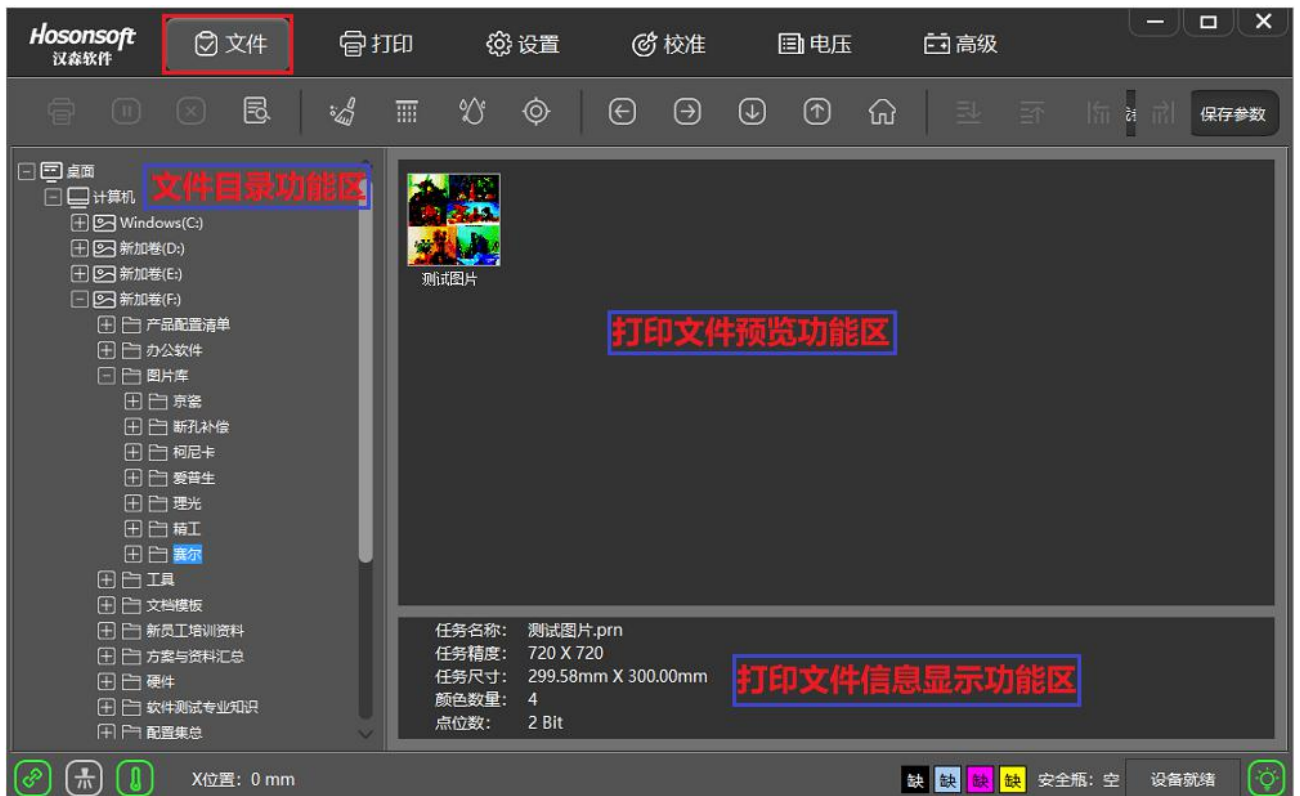 Hosonsoft
汉森软件
文件
打印
设置
校准
电压
高级
保存参数
桌面
文件目录功能区
计算机
Windows(C:)
新加卷(D:)
新加卷(E:)
新加卷(F:)
产品配置清单
办公软件
图片库
京瓷
断孔补偿
柯尼卡
爱普生
理光
精工
赛尔
工具
文档模板
新员工培训资料
方案与资料汇总
硬件
软件测试专业知识
配置集总
测试图片
打印文件预览功能区
任务名称: 测试图片.prn
任务精度: 720 X 720
任务尺寸: 299.58mm X 300.00mm
颜色数量: 4
点位数: 2 Bit
打印文件信息显示功能区
X位置: 0 mm
缺 缺 缺 缺 安全瓶: 空 设备就绪